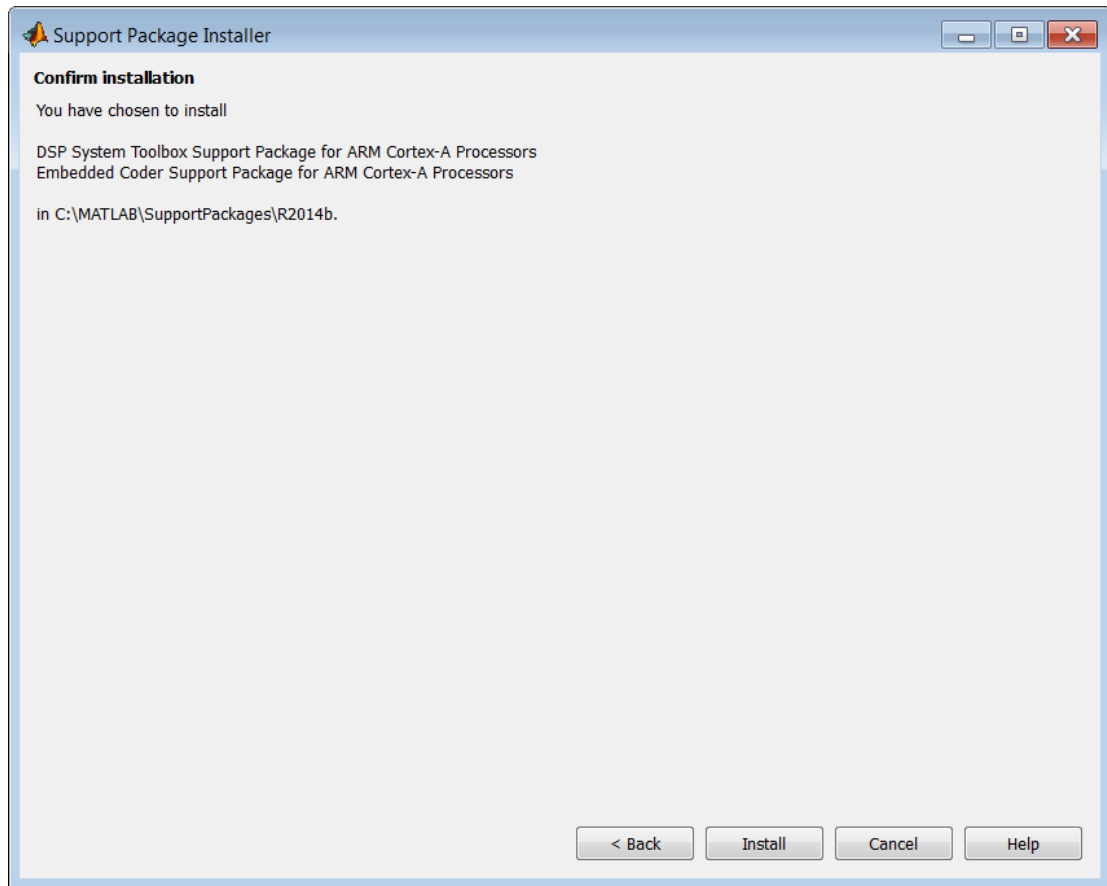 Support Package Installer
Confirm installation
You have chosen to install
DSP System Toolbox Support Package for ARM Cortex-A Processors
Embedded Coder Support Package for ARM Cortex-A Processors
in C:\MATLAB\SupportPackages\R2014b.
< Back
Install
Cancel
Help